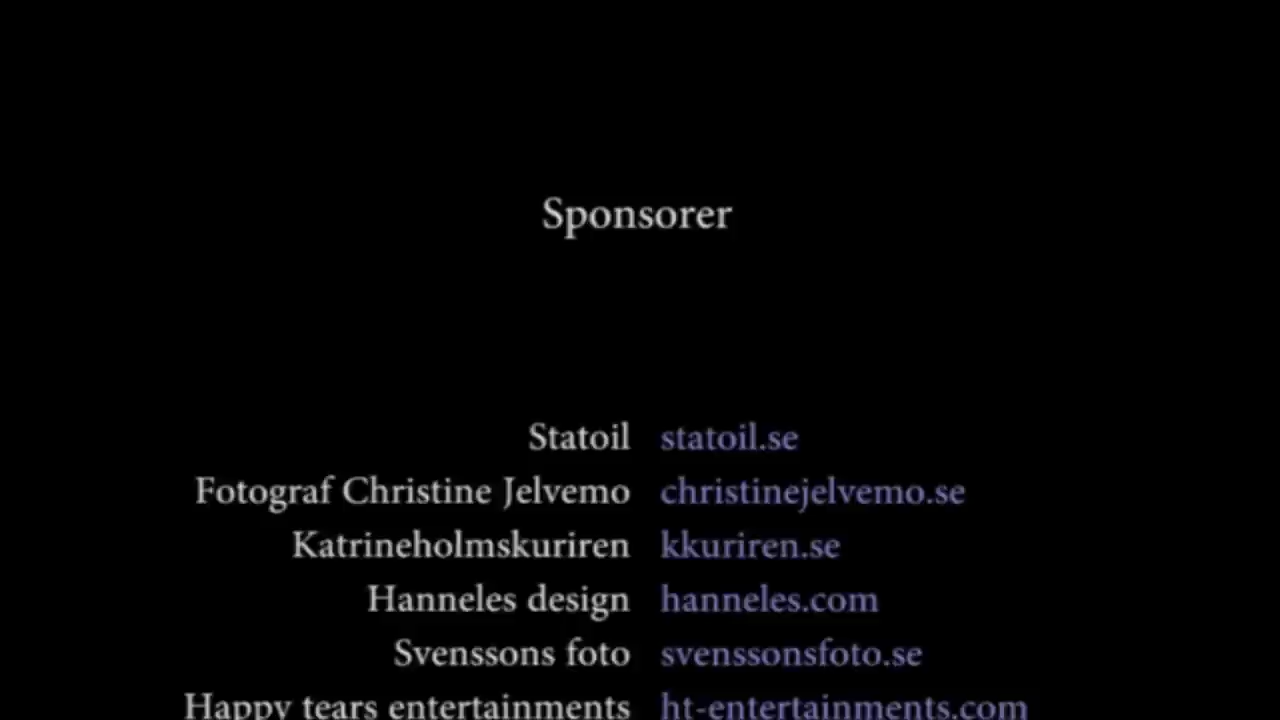 Sponsorer
Statoil statoil.se
Fotograf Christine Jelvemo christinejelvemo.se
Katrineholmskuriren kkuriren.se
Hanneles design hanneles.com
Svenssons foto svenssonsfoto.se
Happy tears entertainments ht-entertainments.com